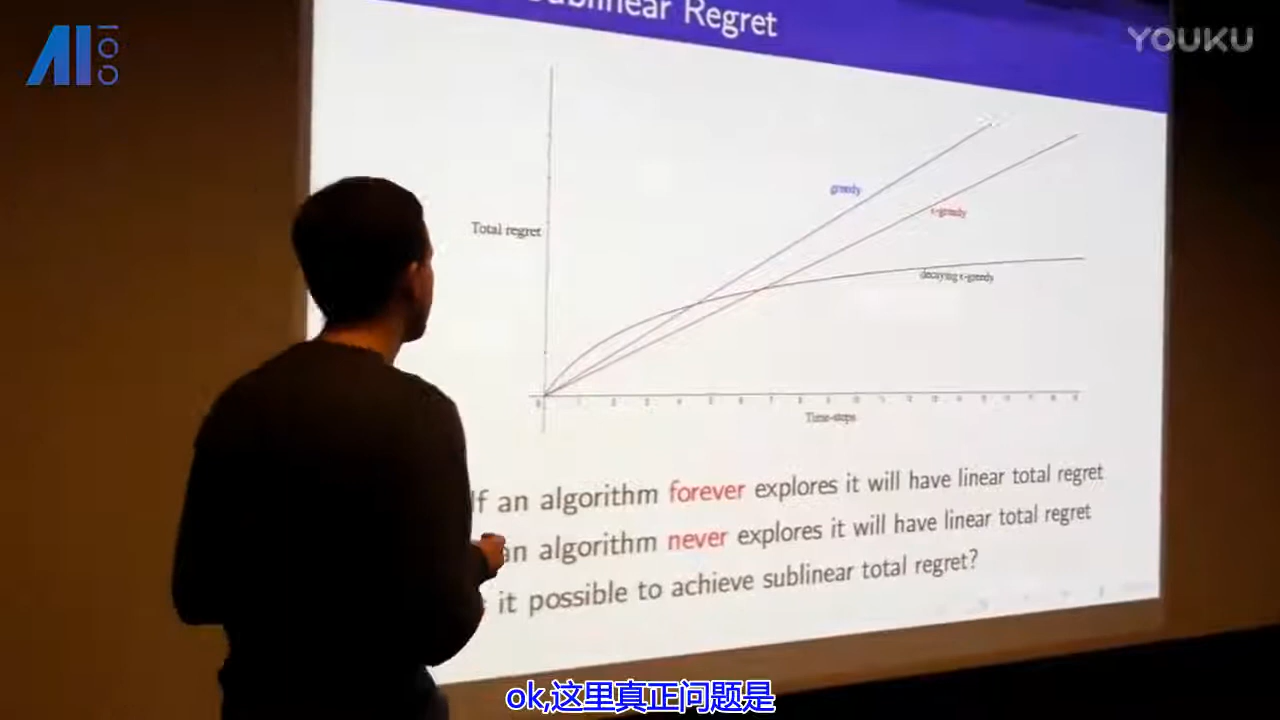 AI 100
YOUKU
Sublinear Regret
Total regret
greedy
ϵ-greedy
decaying ϵ-greedy
Time-steps
If an algorithm forever explores it will have linear total regret
an algorithm never explores it will have linear total regret
it possible to achieve sublinear total regret?
ok,这里真正问题是